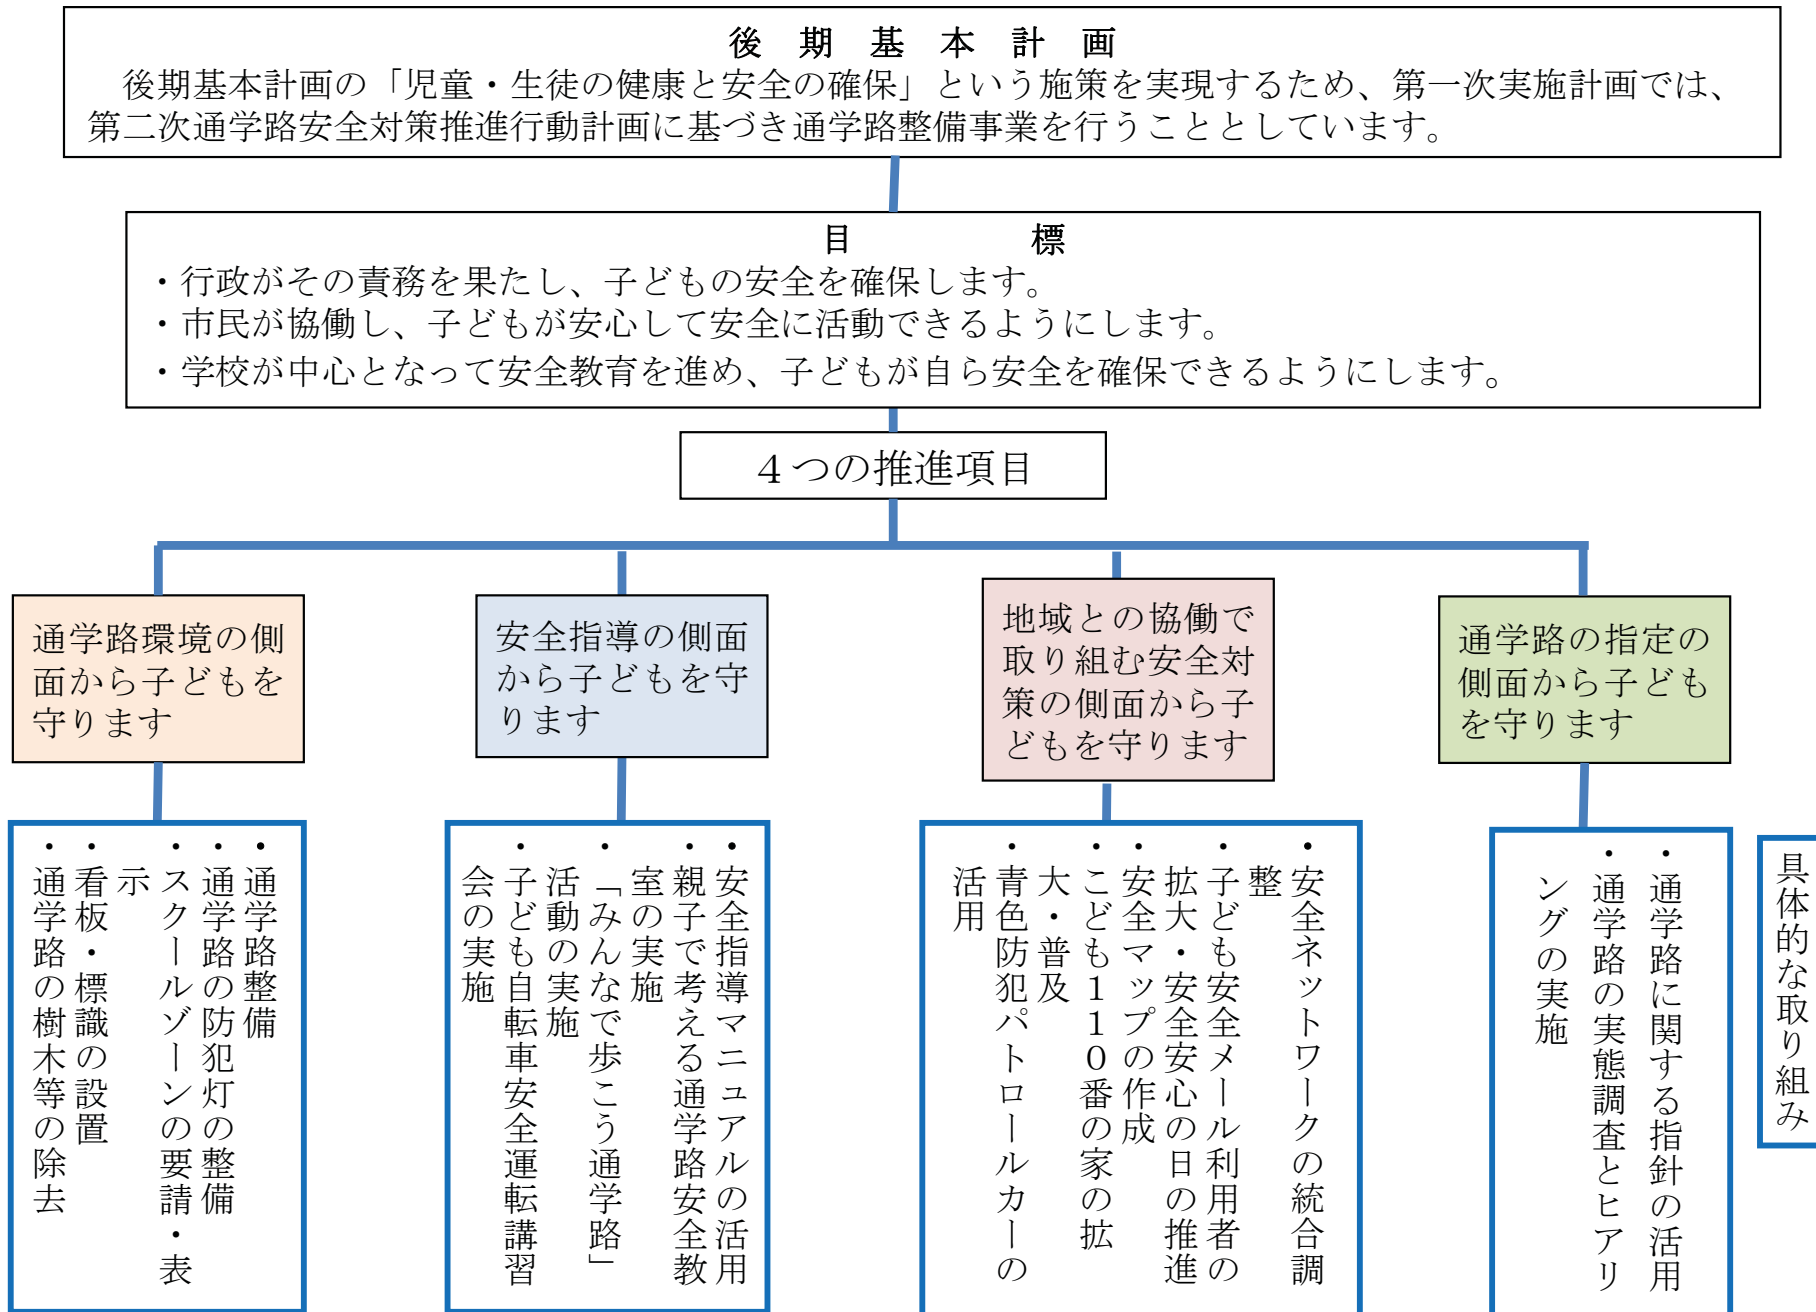 後期基本計画
後期基本計画の「児童・生徒の健康と安全の確保」という施策を実現するため、第一次実施計画では、
第二次通学路安全対策推進行動計画に基づき通学路整備事業を行うこととしています。
目標
・行政がその責務を果たし、子どもの安全を確保します。
・市民が協働し、子どもが安心して安全に活動できるようにします。
・学校が中心となって安全教育を進め、子どもが自ら安全を確保できるようにします。
４つの推進項目
通学路環境の側
面から子どもを
守ります
安全指導の側面
から子どもを守
ります
地域との協働で
取り組む安全対
策の側面から子
どもを守ります
通学路の指定の
側面から子ども
を守ります
・通学路整備
・通学路の防犯灯の整備
・スクールゾーンの要請・表
示
・看板・標識の設置
・通学路の樹木等の除去
・安全指導マニュアルの活用
・親子で考える通学路安全教
室の実施
・「みんなで歩こう通学路」
活動の実施
・子ども自転車安全運転講習
会の実施
・安全ネットワークの統合調
整
・子ども安全メール利用者の
拡大・安全安心の日の推進
・安全マップの作成
・こども１１０番の家の拡
大・普及
・青色防犯パトロールカーの
活用
・通学路に関する指針の活用
・通学路の実態調査とヒアリ
ングの実施
具体的な取り組み